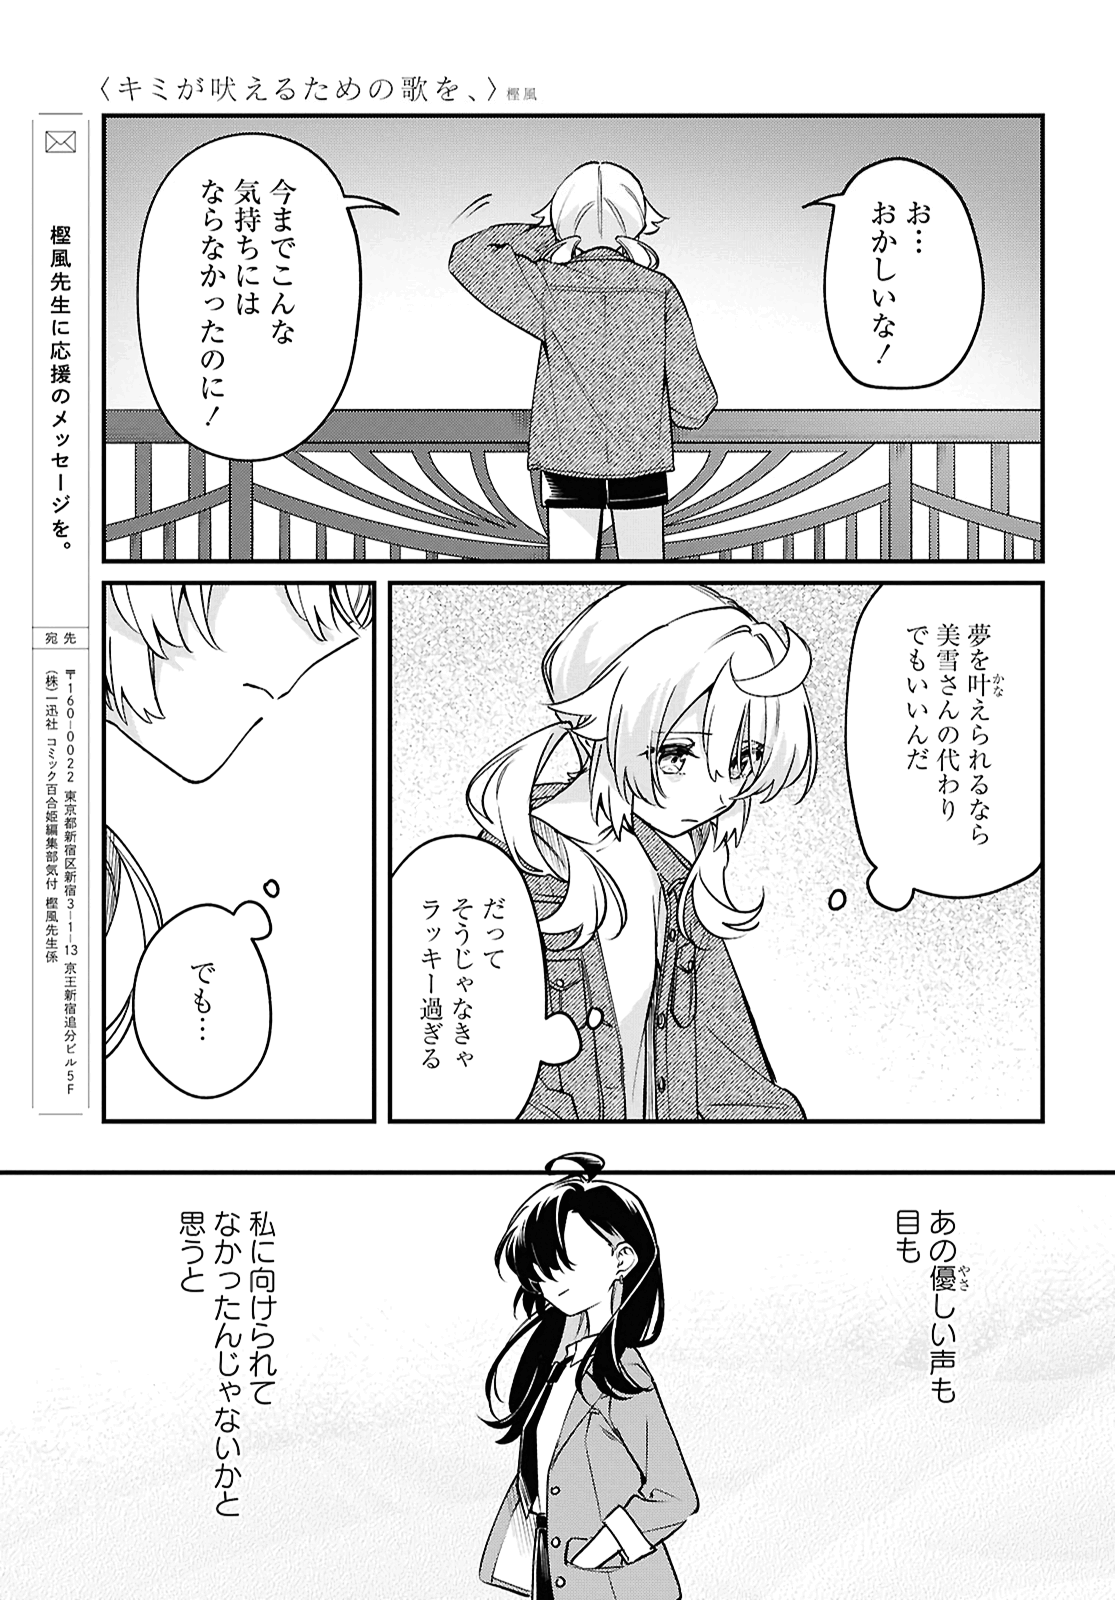 〈キミが吠えるための歌を、〉樫風
お…
おかしいな!
今までこんな
気持ちには
ならなかったのに!
夢を叶えられるなら
かな
美雪さんの代わり
でもいいんだ
だって
そうじゃなきゃ
ラッキー過ぎる
でも…
あの優しい声も
やさ
目も
私に向けられて
なかったんじゃないかと
思うと
樫風先生に応援のメッセージを。
宛先
〒160-0022 東京都新宿区新宿3-1-13 京王新宿追分ビル5F
(株)一迅社 コミック百合姫編集部気付 樫風先生係